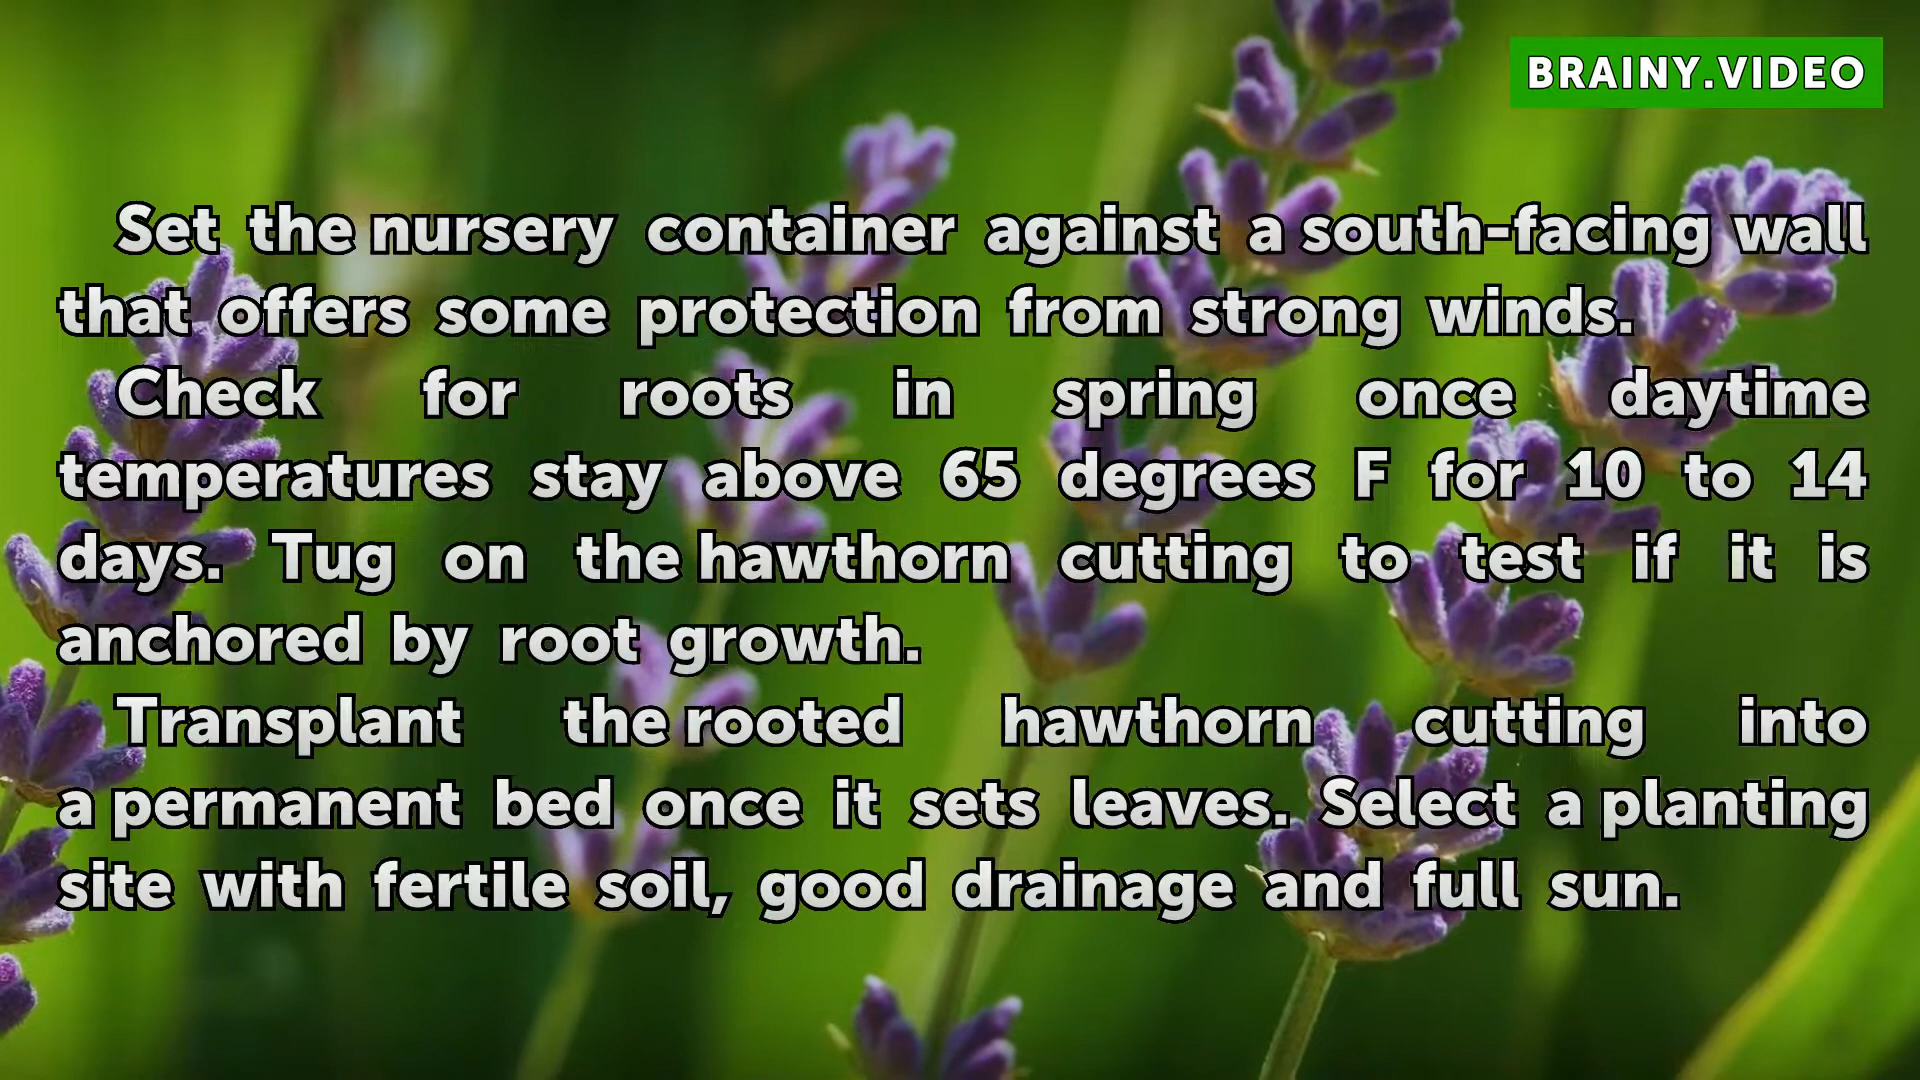 BRAINY.VIDEO
Set the nursery container against a south-facing wall
that offers some protection from strong winds.
Check for roots in spring once daytime
temperatures stay above 65 degrees F for 10 to 14
days. Tug on the hawthorn cutting to test if it is
anchored by root growth.
Transplant the rooted hawthorn cutting into
a permanent bed once it sets leaves. Select a planting
site with fertile soil, good drainage and full sun.